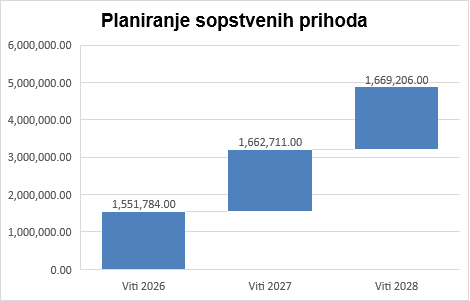 Planiranje sopstvenih prihoda
6,000,000.00
5,000,000.00
4,000,000.00
3,000,000.00
2,000,000.00
1,000,000.00
0.00
1,551,784.00
1,662,711.00
1,669,206.00
Viti 2026
Viti 2027
Viti 2028